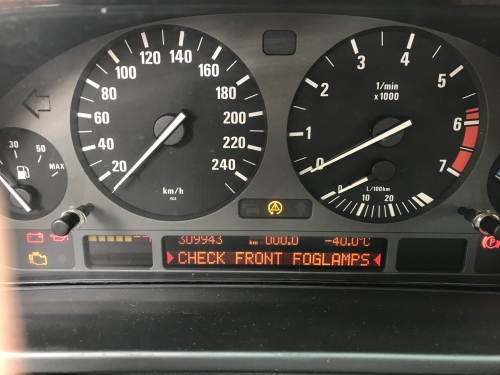 120 140 160
100 180
80 200
60 220
40 240
20
km/h
1 2 3 4 5 6 7
0
1/min
x 1000
0 10 20
L/100km
30 50 MAX
309943 km 000.0 -40.0°C
CHECK FRONT FOGLAMPS